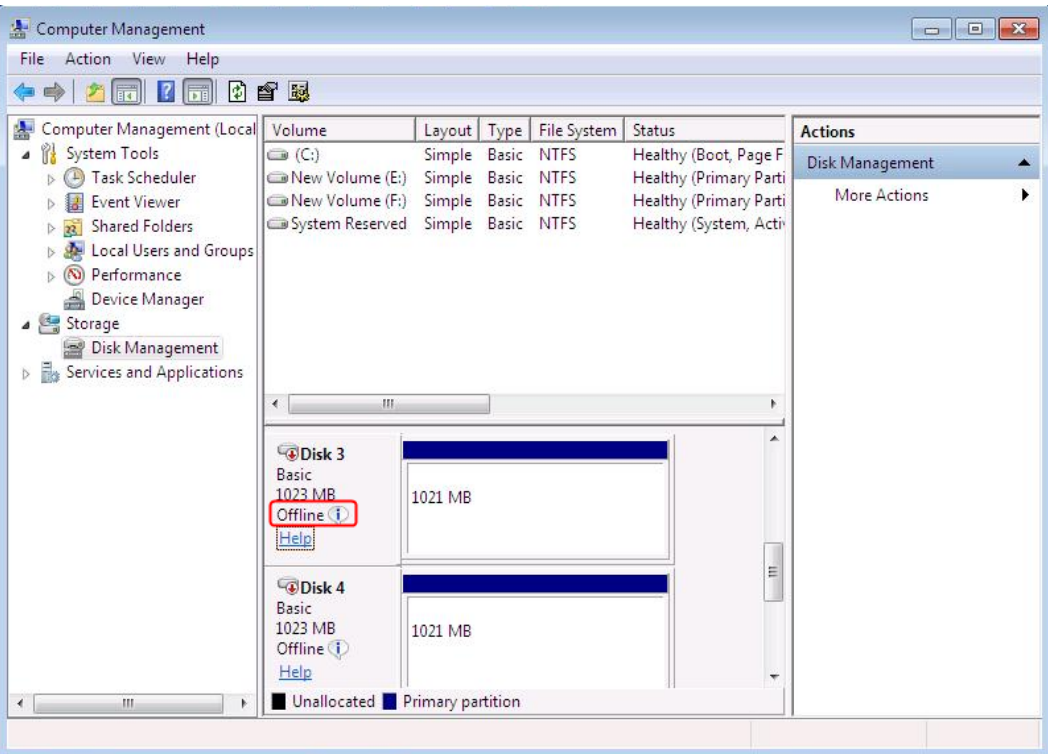 Computer Management
File Action View Help
Computer Management (Local
System Tools
Task Scheduler
Event Viewer
Shared Folders
Local Users and Groups
Performance
Device Manager
Storage
Disk Management
Services and Applications
Volume Layout Type File System Status
(C:) Simple Basic NTFS Healthy (Boot, Page F
New Volume (E:) Simple Basic NTFS Healthy (Primary Parti
New Volume (F:) Simple Basic NTFS Healthy (Primary Parti
System Reserved Simple Basic NTFS Healthy (System, Acti
Disk 3
Basic
1023 MB
Offline
Help
1021 MB
Disk 4
Basic
1023 MB
Offline
Help
1021 MB
Unallocated Primary partition
Actions
Disk Management
More Actions